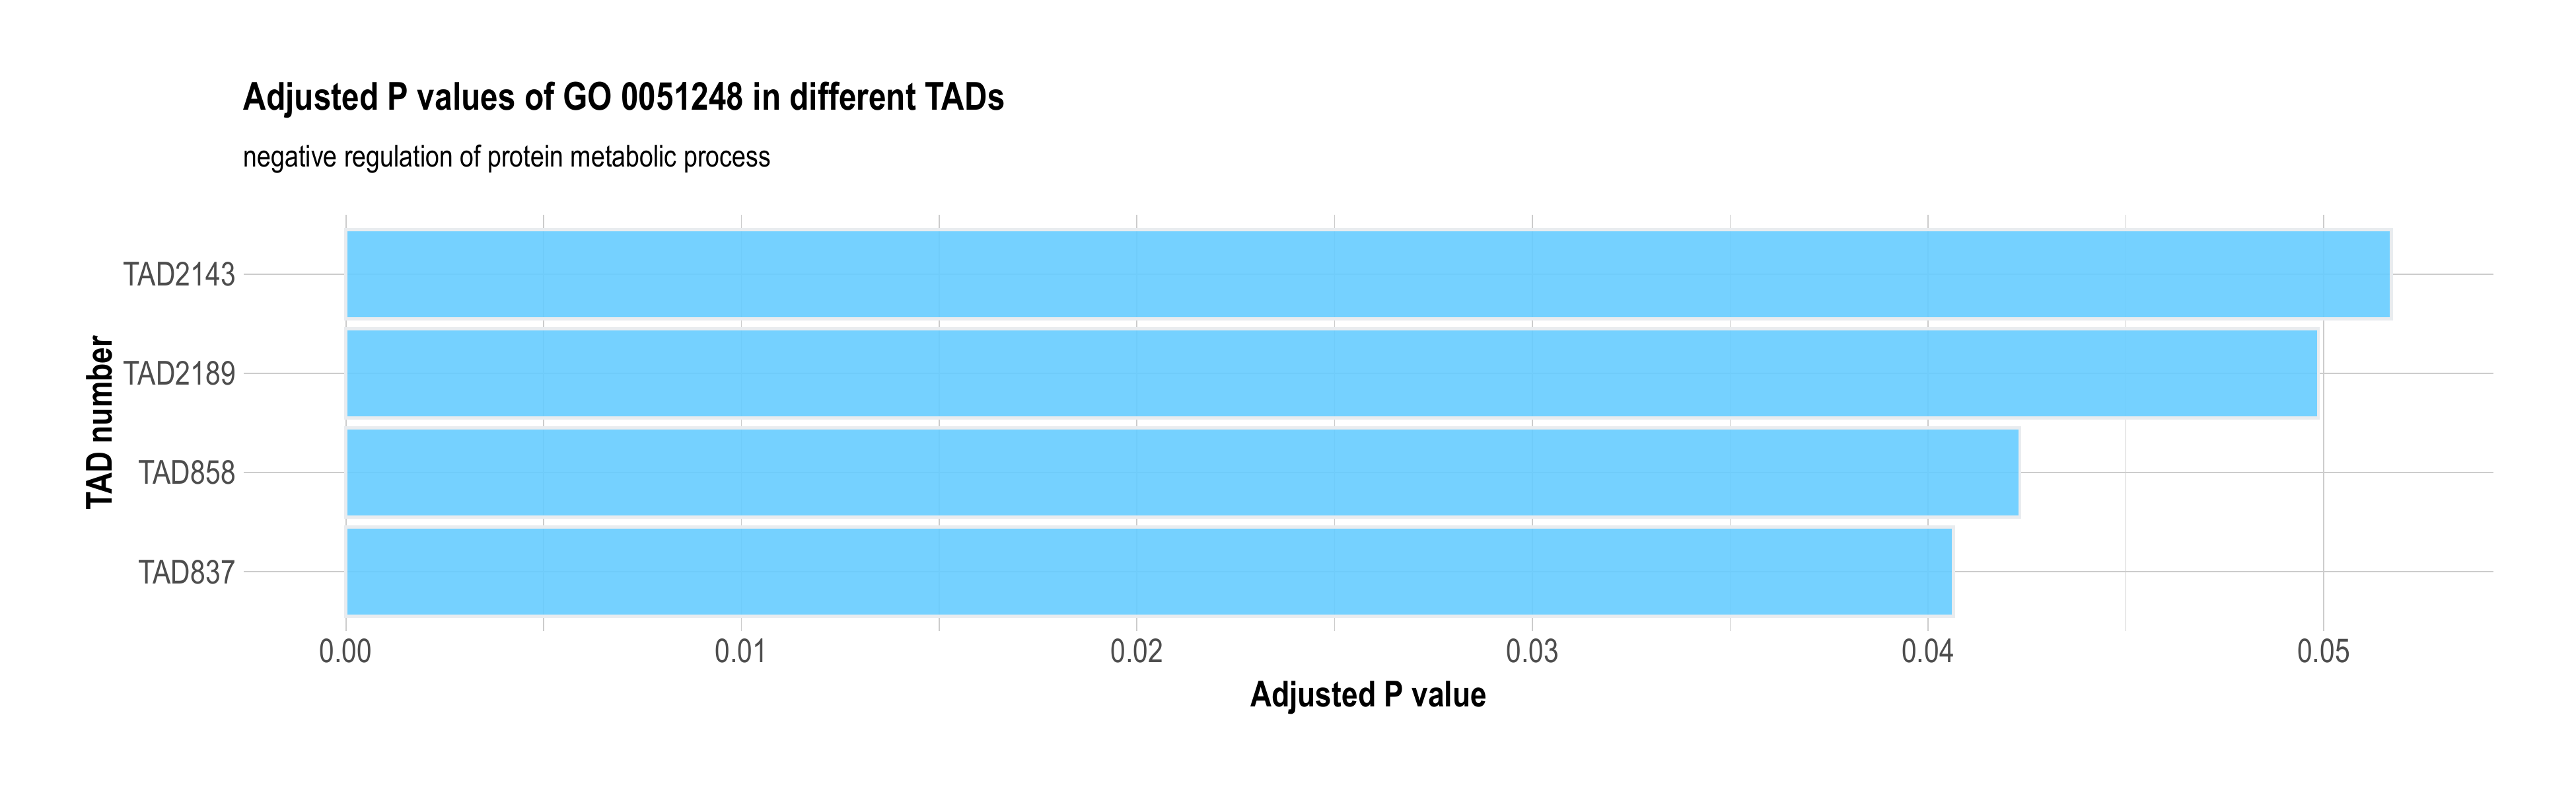 Adjusted P values of GO 0051248 in different TADs
negative regulation of protein metabolic process
TAD number
TAD2143
TAD2189
TAD858
TAD837
0.00 0.01 0.02 0.03 0.04 0.05
Adjusted P value